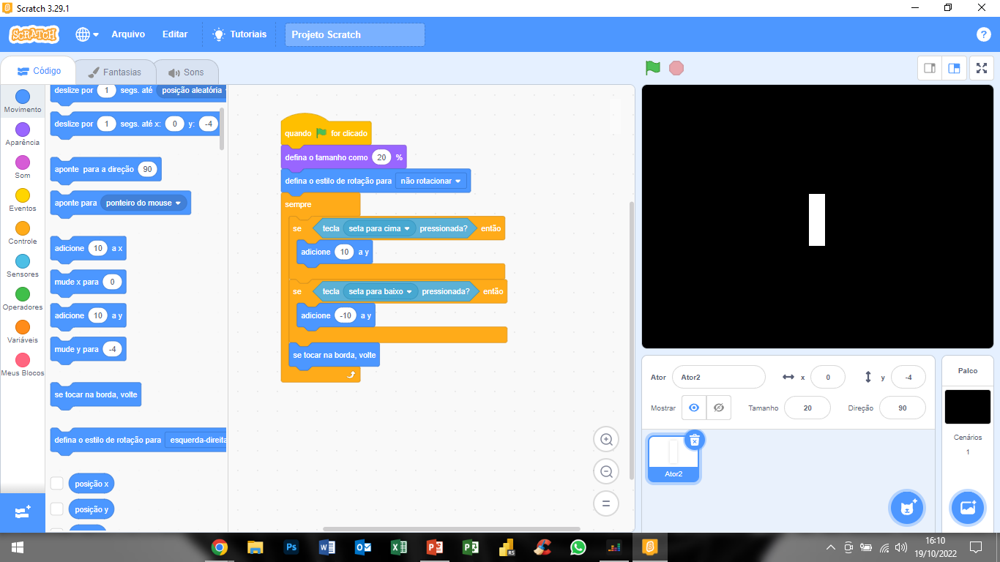 Scratch 3.29.1
SCRATCH
Arquivo
Editar
Tutoriais
Projeto Scratch
?
Código
Fantasias
Sons
Movimento
Aparência
Som
Eventos
Controle
Sensores
Operadores
Variáveis
Meus Blocos
deslize por 1 segs. até posição aleatória
deslize por 1 segs. até x: 0 y: -4
aponte para a direção 90
aponte para ponteiro do mouse
adicione 10 a x
mude x para 0
adicione 10 a y
mude y para -4
se tocar na borda, volte
defina o estilo de rotação para esquerda-direita
posição x
posição y
quando for clicado
defina o tamanho como 20 %
defina o estilo de rotação para não rotacionar
sempre
se tecla seta para cima pressionada? então
adicione 10 a y
se tecla seta para baixo pressionada? então
adicione -10 a y
se tocar na borda, volte
Ator Ator2 x 0 y -4
Mostrar Tamanho 20 Direção 90
Ator2
Palco
Cenários
1
Ps
RS
16:10
19/10/2022